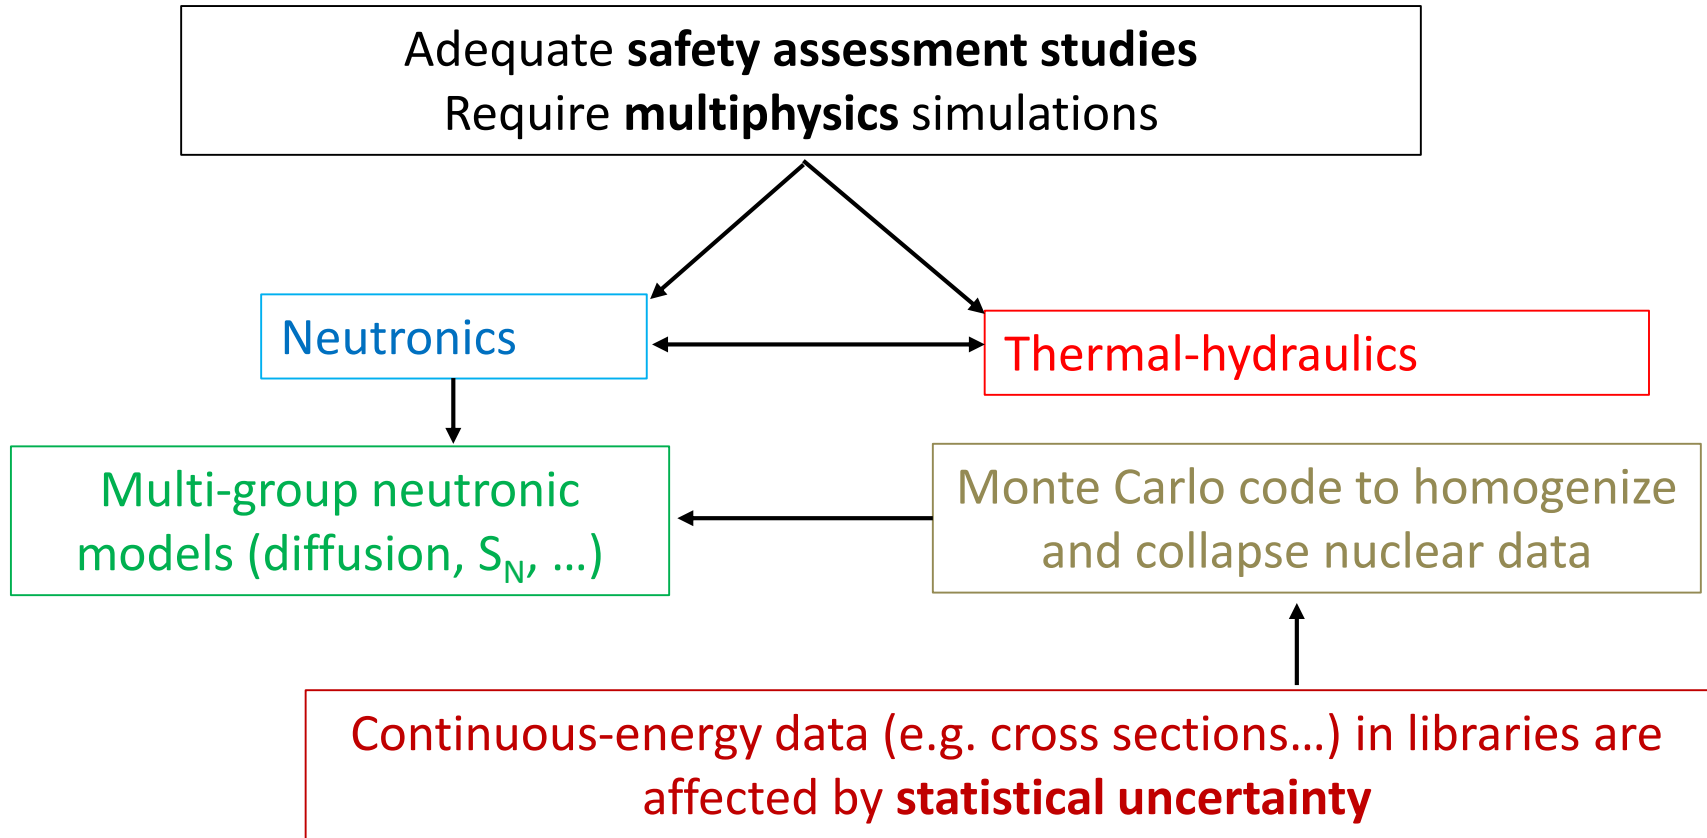 Adequate safety assessment studies
Require multiphysics simulations
Neutronics
Thermal-hydraulics
Multi-group neutronic
models (diffusion, S_N, …)
Monte Carlo code to homogenize
and collapse nuclear data
Continuous-energy data (e.g. cross sections…) in libraries are
affected by statistical uncertainty